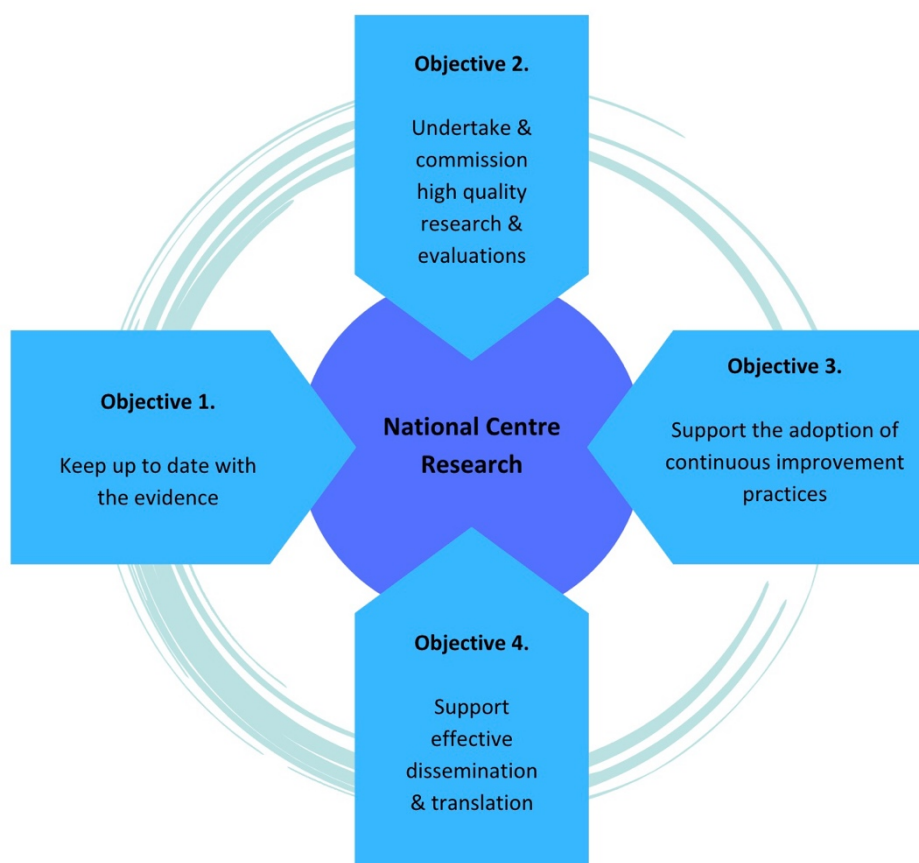 Objective 2.
Undertake &
commission
high quality
research &
evaluations
Objective 1.
Keep up to date with
the evidence
National Centre
Research
Objective 3.
Support the adoption of
continuous improvement
practices
Objective 4.
Support
effective
dissemination
& translation